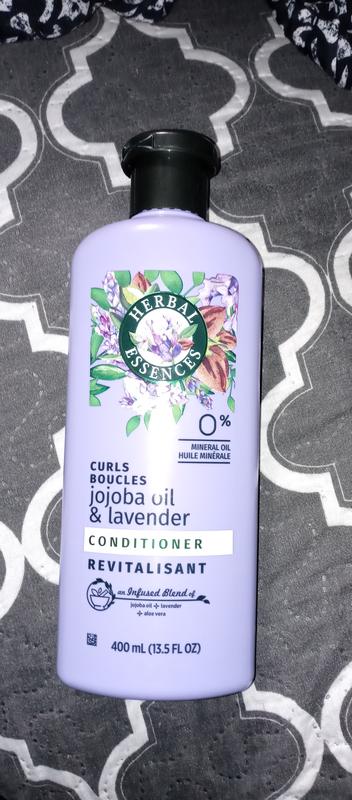 HERBAL
ESSENCES
0%
MINERAL OIL
HUILE MINÉRALE
CURLS
BOUCLES
jojoba oil
& lavender
CONDITIONER
REVITALISANT
an Infused Blend of
jojoba oil + lavender
+ aloe vera
400 mL (13.5 FL OZ)